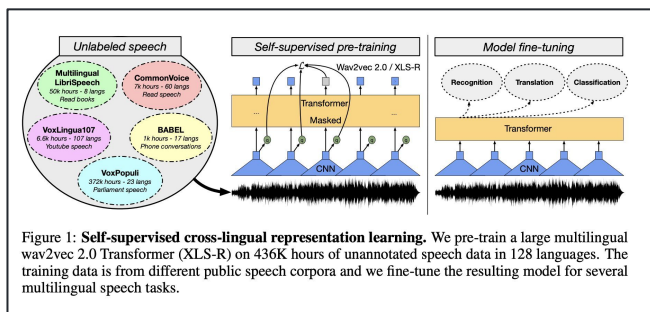 Unlabeled speech
Multilingual
LibriSpeech
50k hours - 8 langs
Read books
CommonVoice
7k hours - 60 langs
Read speech
VoxLingua107
6.6k hours - 107 langs
Youtube speech
BABEL
1k hours - 17 langs
Phone conversations
VoxPopuli
372k hours - 23 langs
Parliament speech
Self-supervised pre-training
ℒ
Wav2vec 2.0 / XLS-R
...
Transformer
...
Masked
q
q
q
q
q
CNN
Model fine-tuning
Recognition
Translation
Classification
Transformer
CNN
Figure 1: Self-supervised cross-lingual representation learning. We pre-train a large multilingual
wav2vec 2.0 Transformer (XLS-R) on 436K hours of unannotated speech data in 128 languages. The
training data is from different public speech corpora and we fine-tune the resulting model for several
multilingual speech tasks.